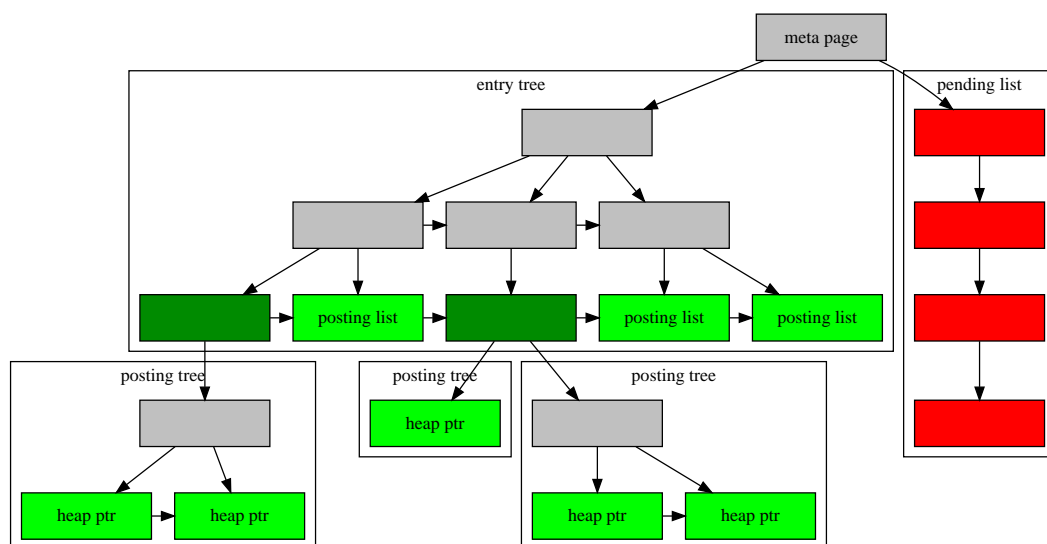 meta page
entry tree
pending list
posting list
posting list
posting list
posting tree
posting tree
posting tree
heap ptr
heap ptr
heap ptr
heap ptr
heap ptr